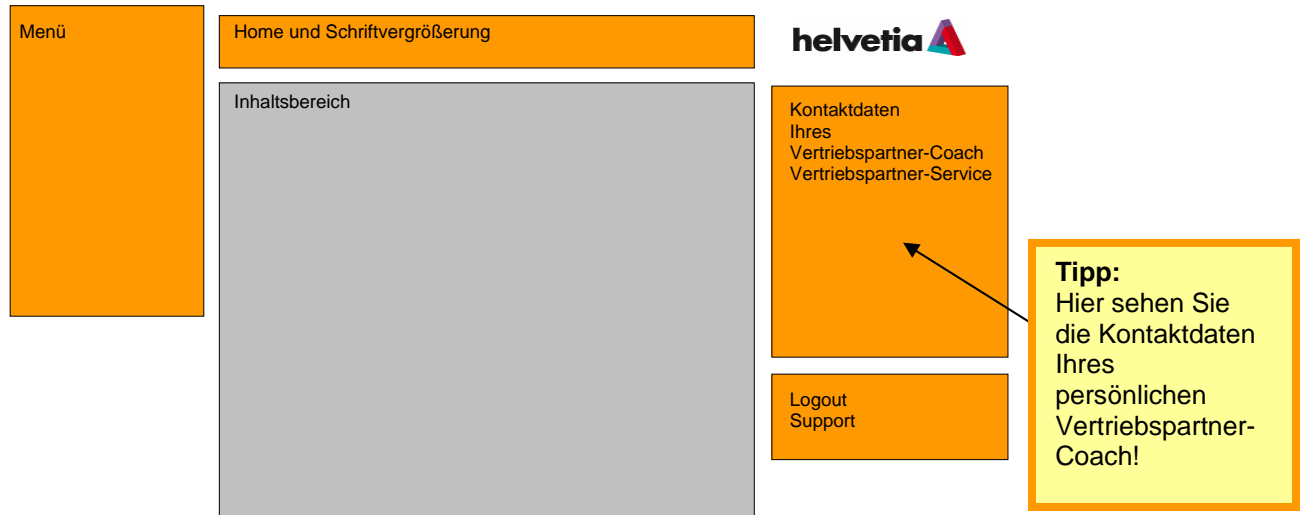 Menü
Home und Schriftvergrößerung
helvetia
Inhaltsbereich
Kontaktdaten
Ihres
Vertriebspartner-Coach
Vertriebspartner-Service
Tipp:
Hier sehen Sie
die Kontaktdaten
Ihres
persönlichen
Vertriebspartner-
Coach!
Logout
Support